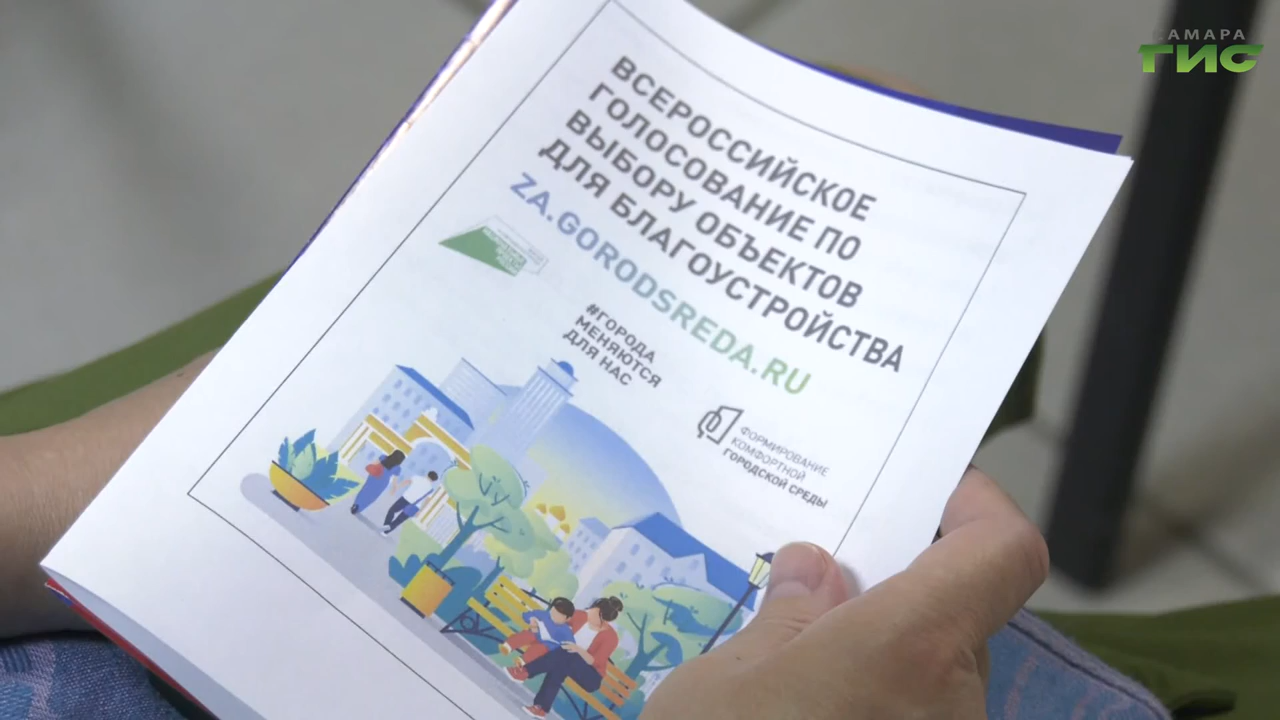 САМАРА
ГИС
ВСЕРОССИЙСКОЕ
ГОЛОСОВАНИЕ ПО
ВЫБОРУ ОБЪЕКТОВ
ДЛЯ БЛАГОУСТРОЙСТВА
ZA.GORODSREDA.RU
#ГОРОДА
МЕНЯЮТСЯ
ДЛЯ НАС
ФОРМИРОВАНИЕ
КОМФОРТНОЙ
ГОРОДСКОЙ СРЕДЫ